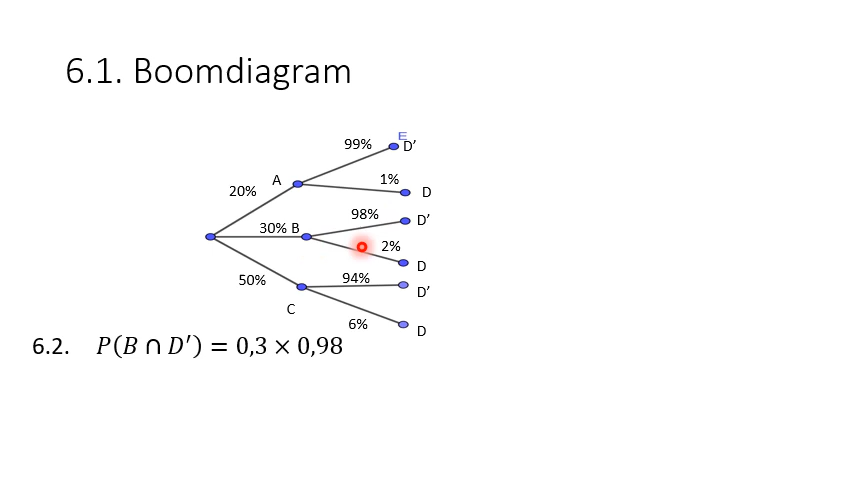 6.1. Boomdiagram
E
99%
D’
A
1%
D
20%
98%
D’
30% B
2%
D
50%
94%
D’
C
6%
D
6.2. P(B ∩ D′) = 0,3 × 0,98